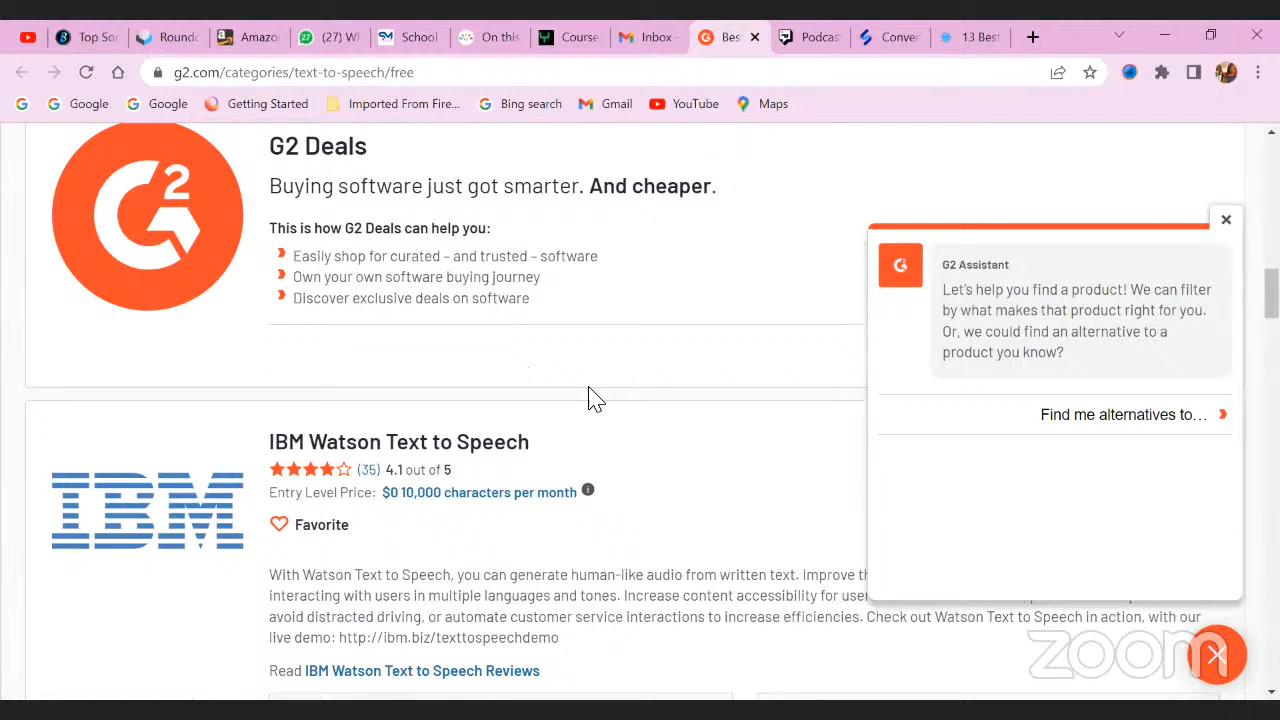 Top Sor
Roundc
Amazo
(27) W
School
On this
Course
Inbox -
Best
Podcas
Conver
13 Best
g2.com/categories/text-to-speech/free
Google
Google
Getting Started
Imported From Fire...
Bing search
Gmail
YouTube
Maps
G2
G2 Deals
Buying software just got smarter. And cheaper.
This is how G2 Deals can help you:
Easily shop for curated – and trusted – software
Own your own software buying journey
Discover exclusive deals on software
G2 Assistant
Let's help you find a product! We can filter
by what makes that product right for you.
Or, we could find an alternative to a
product you know?
Find me alternatives to...
IBM
IBM Watson Text to Speech
(35) 4.1 out of 5
Entry Level Price: $0 10,000 characters per month
Favorite
With Watson Text to Speech, you can generate human-like audio from written text. Improve
interacting with users in multiple languages and tones. Increase content accessibility for
avoid distracted driving, or automate customer service interactions to increase efficiencies. Check out Watson Text to Speech in action, with our
live demo: http://ibm.biz/texttospeechdemo
Read IBM Watson Text to Speech Reviews
zoom